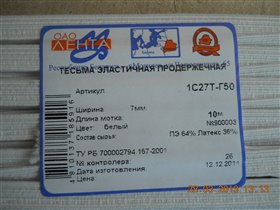 ОАО
ЛЕНТА
ТЕСЬМА ЭЛАСТИЧНАЯ ПРОДЕРЖЕЧНАЯ
Артикул 1С27Т-Г50
Ширина 7мм
Длина мотка: 10м
Цвет: белый №900003
Состав сырья: ПЭ 64% Латекс 36%
ТУ РБ 700002794.167-2001
№ контролера: 26
Дата изготовления 12.12.2011
Цена